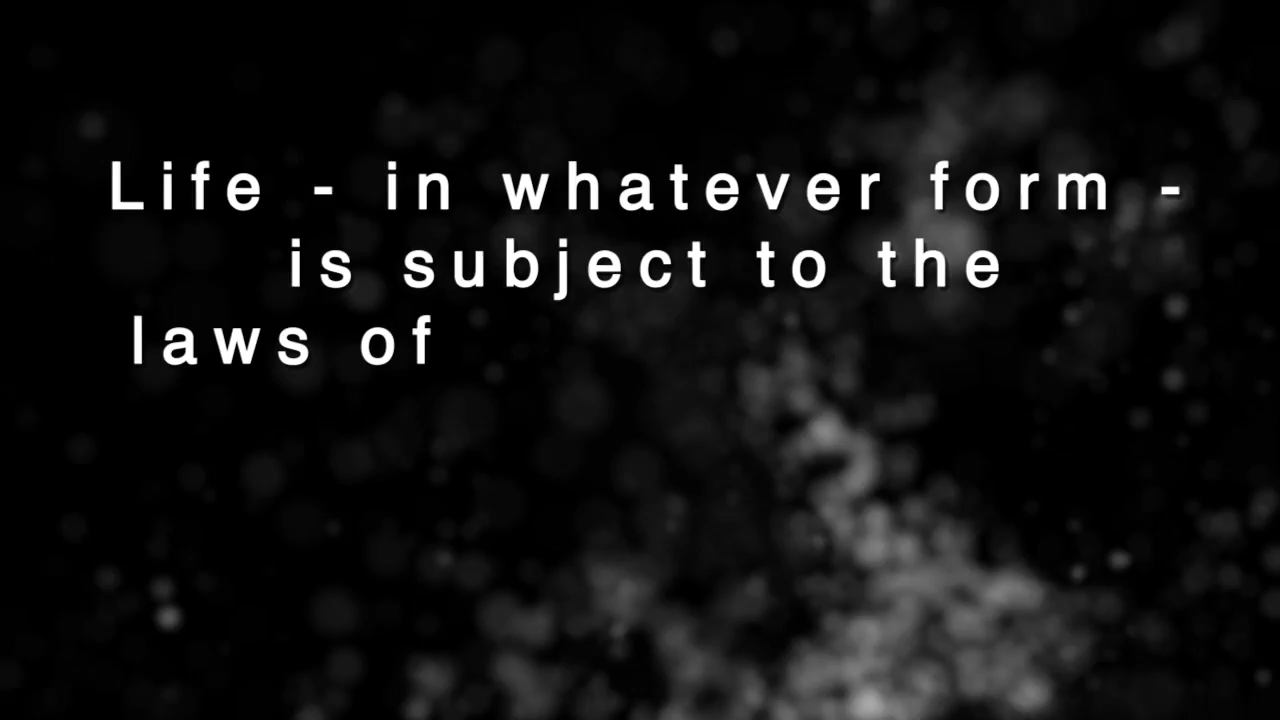 Life - in whatever form -
is subject to the
laws of